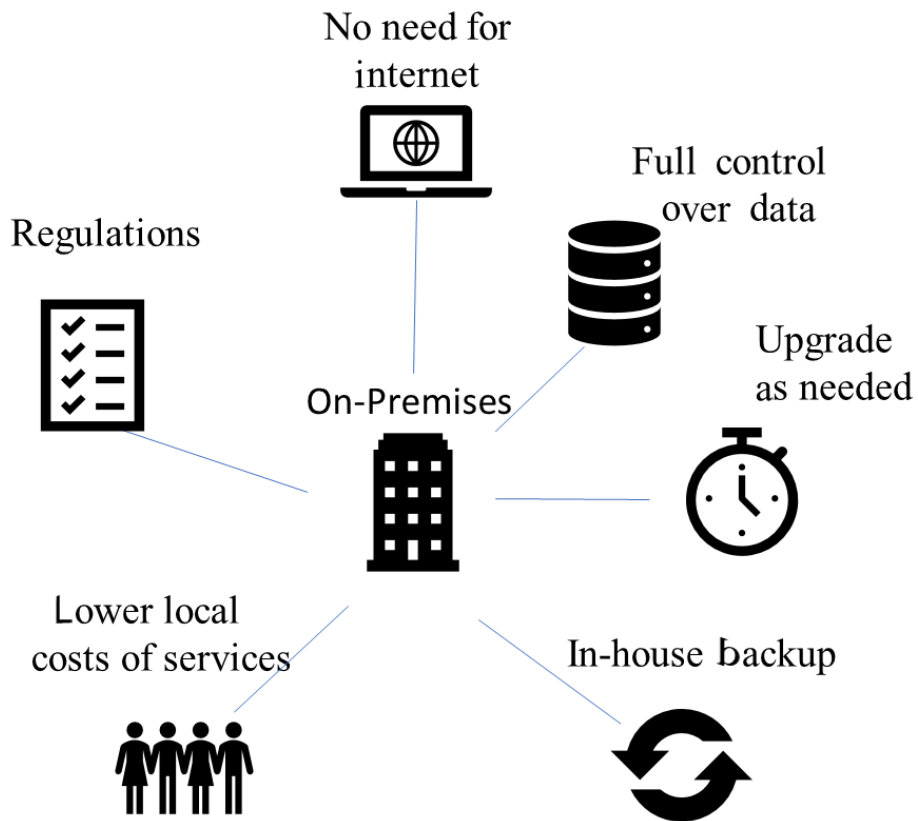 No need for
internet
Full control
over data
Regulations
Upgrade
as needed
On-Premises
Lower local
costs of services
In-house backup